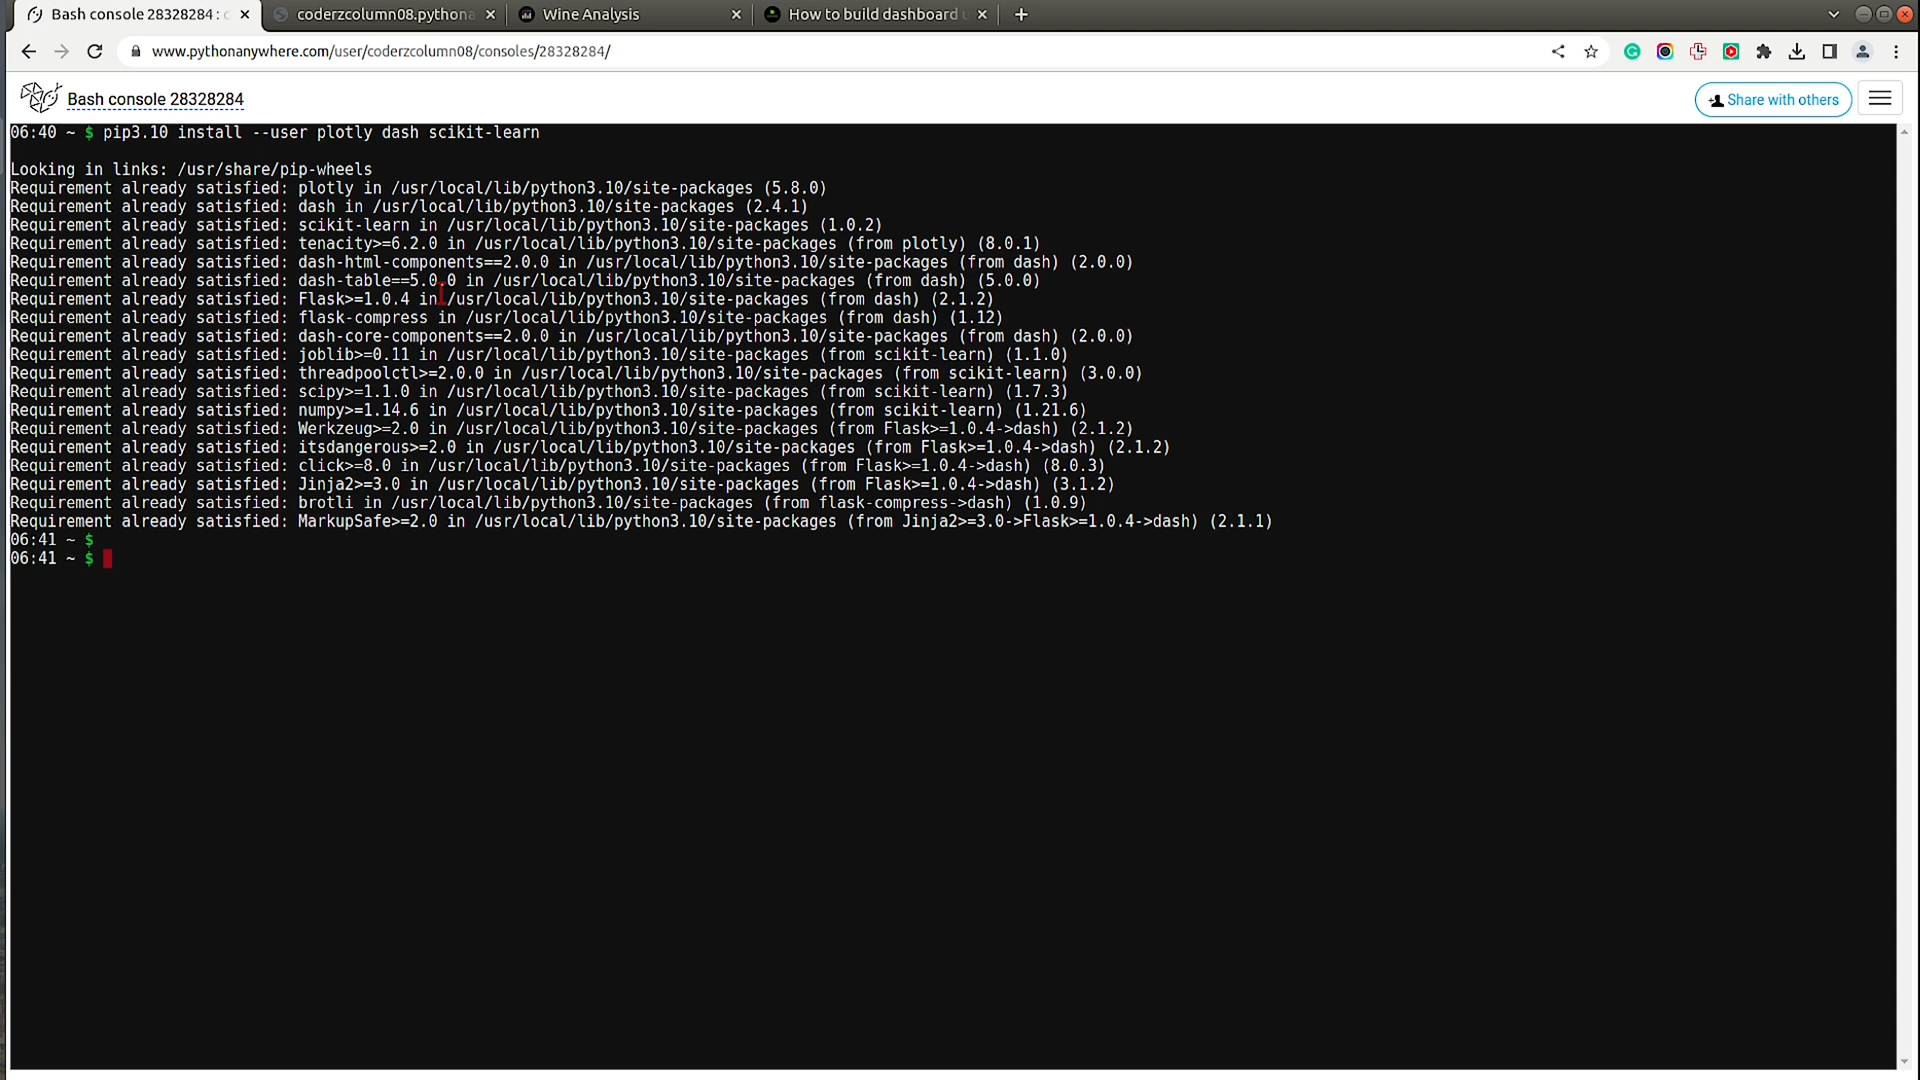 Bash console 28328284 : c
coderzcolumn08.pythona
Wine Analysis
How to build dashboard u
www.pythonanywhere.com/user/coderzcolumn08/consoles/28328284/
Bash console 28328284
Share with others
06:40 ~ $ pip3.10 install --user plotly dash scikit-learn
Looking in links: /usr/share/pip-wheels
Requirement already satisfied: plotly in /usr/local/lib/python3.10/site-packages (5.8.0)
Requirement already satisfied: dash in /usr/local/lib/python3.10/site-packages (2.4.1)
Requirement already satisfied: scikit-learn in /usr/local/lib/python3.10/site-packages (1.0.2)
Requirement already satisfied: tenacity>=6.2.0 in /usr/local/lib/python3.10/site-packages (from plotly) (8.0.1)
Requirement already satisfied: dash-html-components==2.0.0 in /usr/local/lib/python3.10/site-packages (from dash) (2.0.0)
Requirement already satisfied: dash-table==5.0.0 in /usr/local/lib/python3.10/site-packages (from dash) (5.0.0)
Requirement already satisfied: Flask>=1.0.4 in /usr/local/lib/python3.10/site-packages (from dash) (2.1.2)
Requirement already satisfied: flask-compress in /usr/local/lib/python3.10/site-packages (from dash) (1.12)
Requirement already satisfied: dash-core-components==2.0.0 in /usr/local/lib/python3.10/site-packages (from dash) (2.0.0)
Requirement already satisfied: joblib>=0.11 in /usr/local/lib/python3.10/site-packages (from scikit-learn) (1.1.0)
Requirement already satisfied: threadpoolctl>=2.0.0 in /usr/local/lib/python3.10/site-packages (from scikit-learn) (3.0.0)
Requirement already satisfied: scipy>=1.1.0 in /usr/local/lib/python3.10/site-packages (from scikit-learn) (1.7.3)
Requirement already satisfied: numpy>=1.14.6 in /usr/local/lib/python3.10/site-packages (from scikit-learn) (1.21.6)
Requirement already satisfied: Werkzeug>=2.0 in /usr/local/lib/python3.10/site-packages (from Flask>=1.0.4->dash) (2.1.2)
Requirement already satisfied: itsdangerous>=2.0 in /usr/local/lib/python3.10/site-packages (from Flask>=1.0.4->dash) (2.1.2)
Requirement already satisfied: click>=8.0 in /usr/local/lib/python3.10/site-packages (from Flask>=1.0.4->dash) (8.0.3)
Requirement already satisfied: Jinja2>=3.0 in /usr/local/lib/python3.10/site-packages (from Flask>=1.0.4->dash) (3.1.2)
Requirement already satisfied: brotli in /usr/local/lib/python3.10/site-packages (from flask-compress->dash) (1.0.9)
Requirement already satisfied: MarkupSafe>=2.0 in /usr/local/lib/python3.10/site-packages (from Jinja2>=3.0->Flask>=1.0.4->dash) (2.1.1)
06:41 ~ $
06:41 ~ $